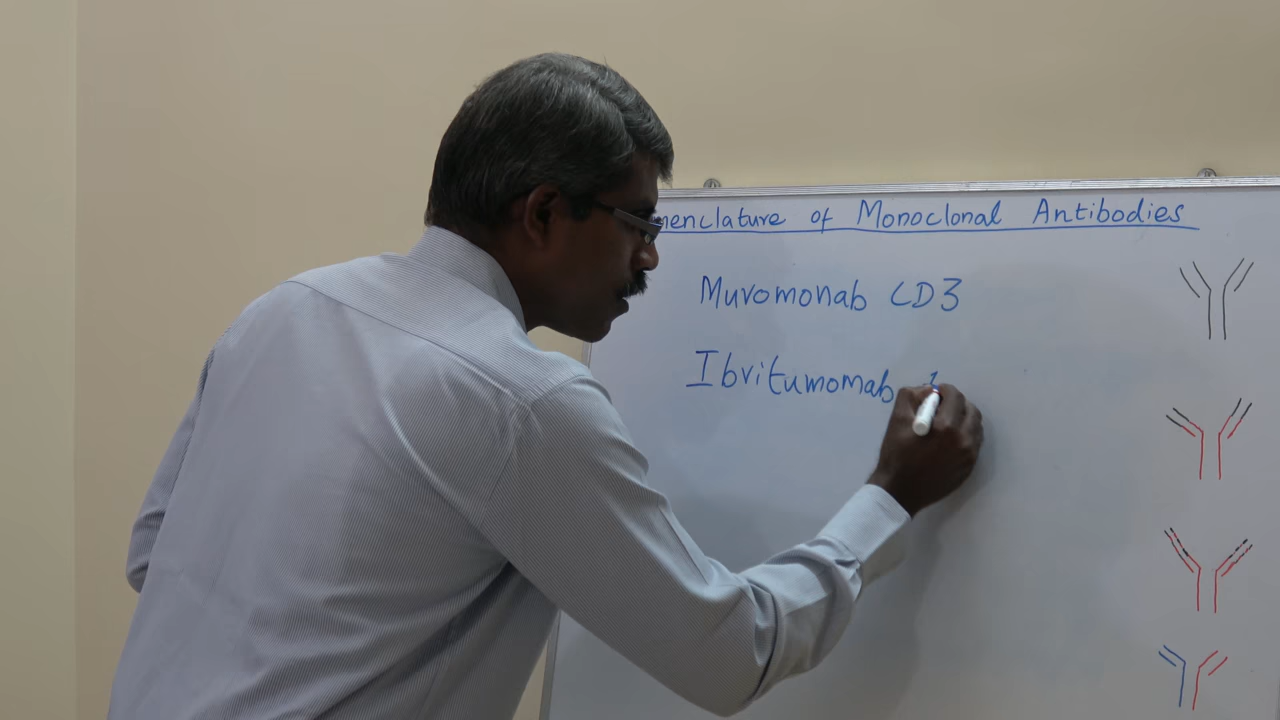 menclature of Monoclonal Antibodies
Muromonab CD3
Ibritumomab